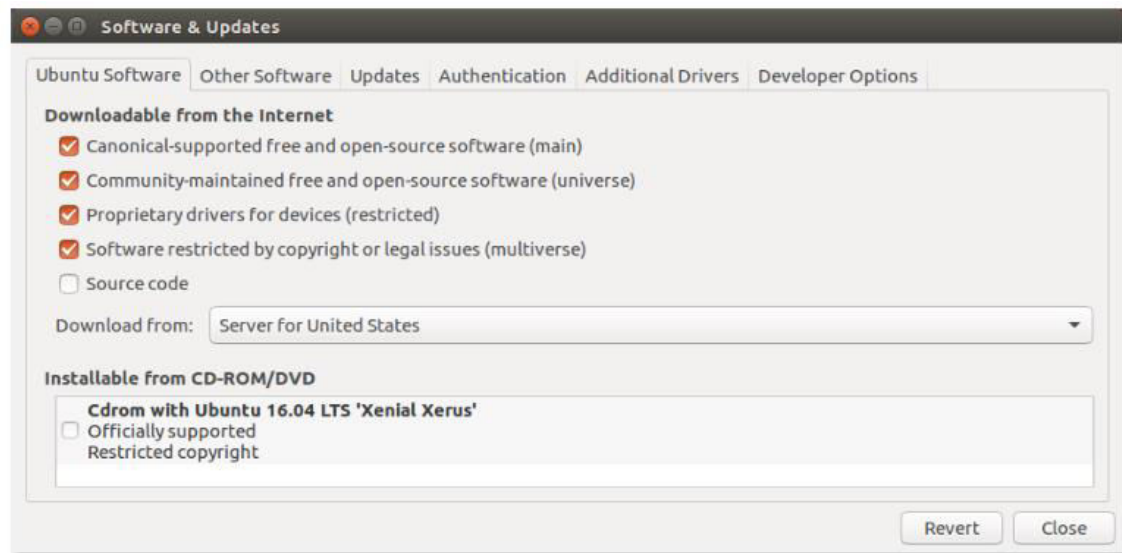 Software & Updates
Ubuntu Software Other Software Updates Authentication Additional Drivers Developer Options
Downloadable from the Internet
Canonical-supported free and open-source software (main)
Community-maintained free and open-source software (universe)
Proprietary drivers for devices (restricted)
Software restricted by copyright or legal issues (multiverse)
Source code
Download from: Server for United States
Installable from CD-ROM/DVD
Cdrom with Ubuntu 16.04 LTS 'Xenial Xerus'
Officially supported
Restricted copyright
Revert Close